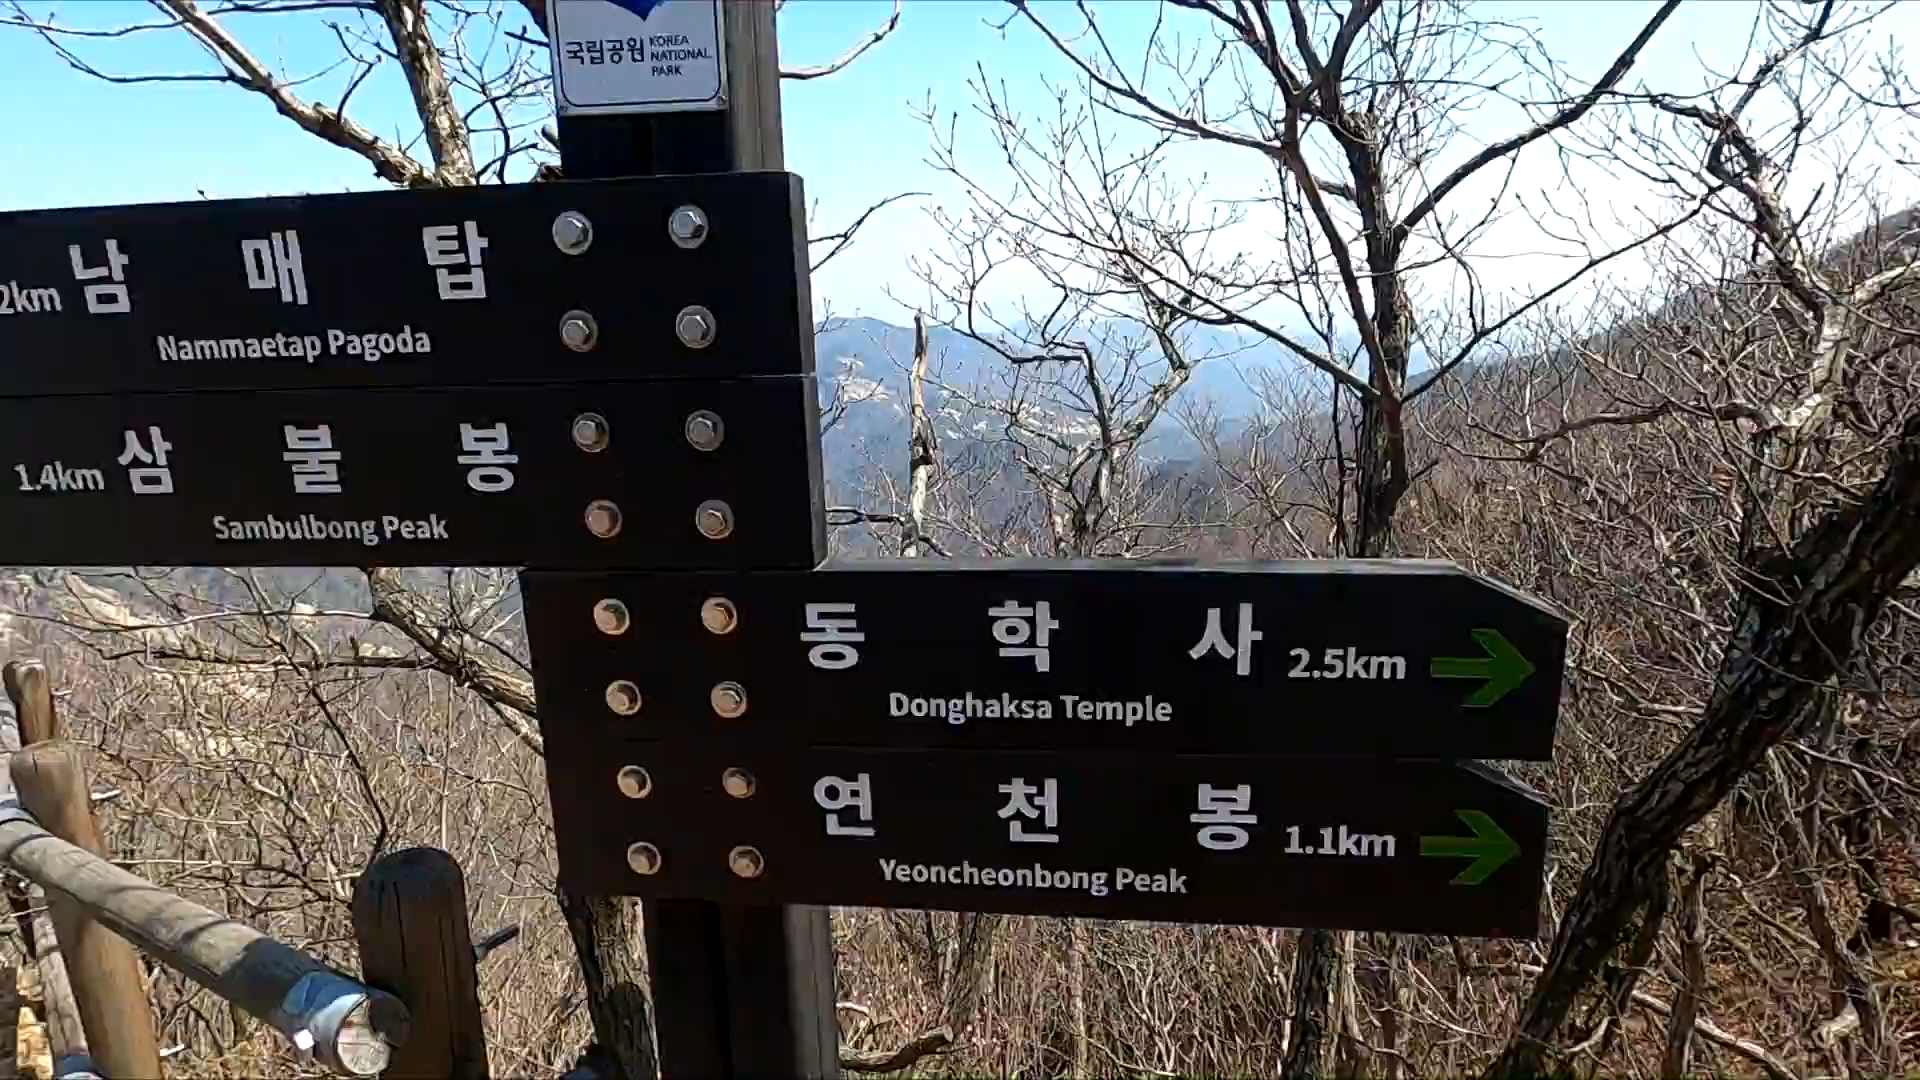 국립공원 KOREA
NATIONAL
PARK
남 매 탑
Nammaetap Pagoda
1.4km 삼 불 봉
Sambulbong Peak
동 학 사 2.5km
Donghaksa Temple
연 천 봉 1.1km
Yeoncheonbong Peak